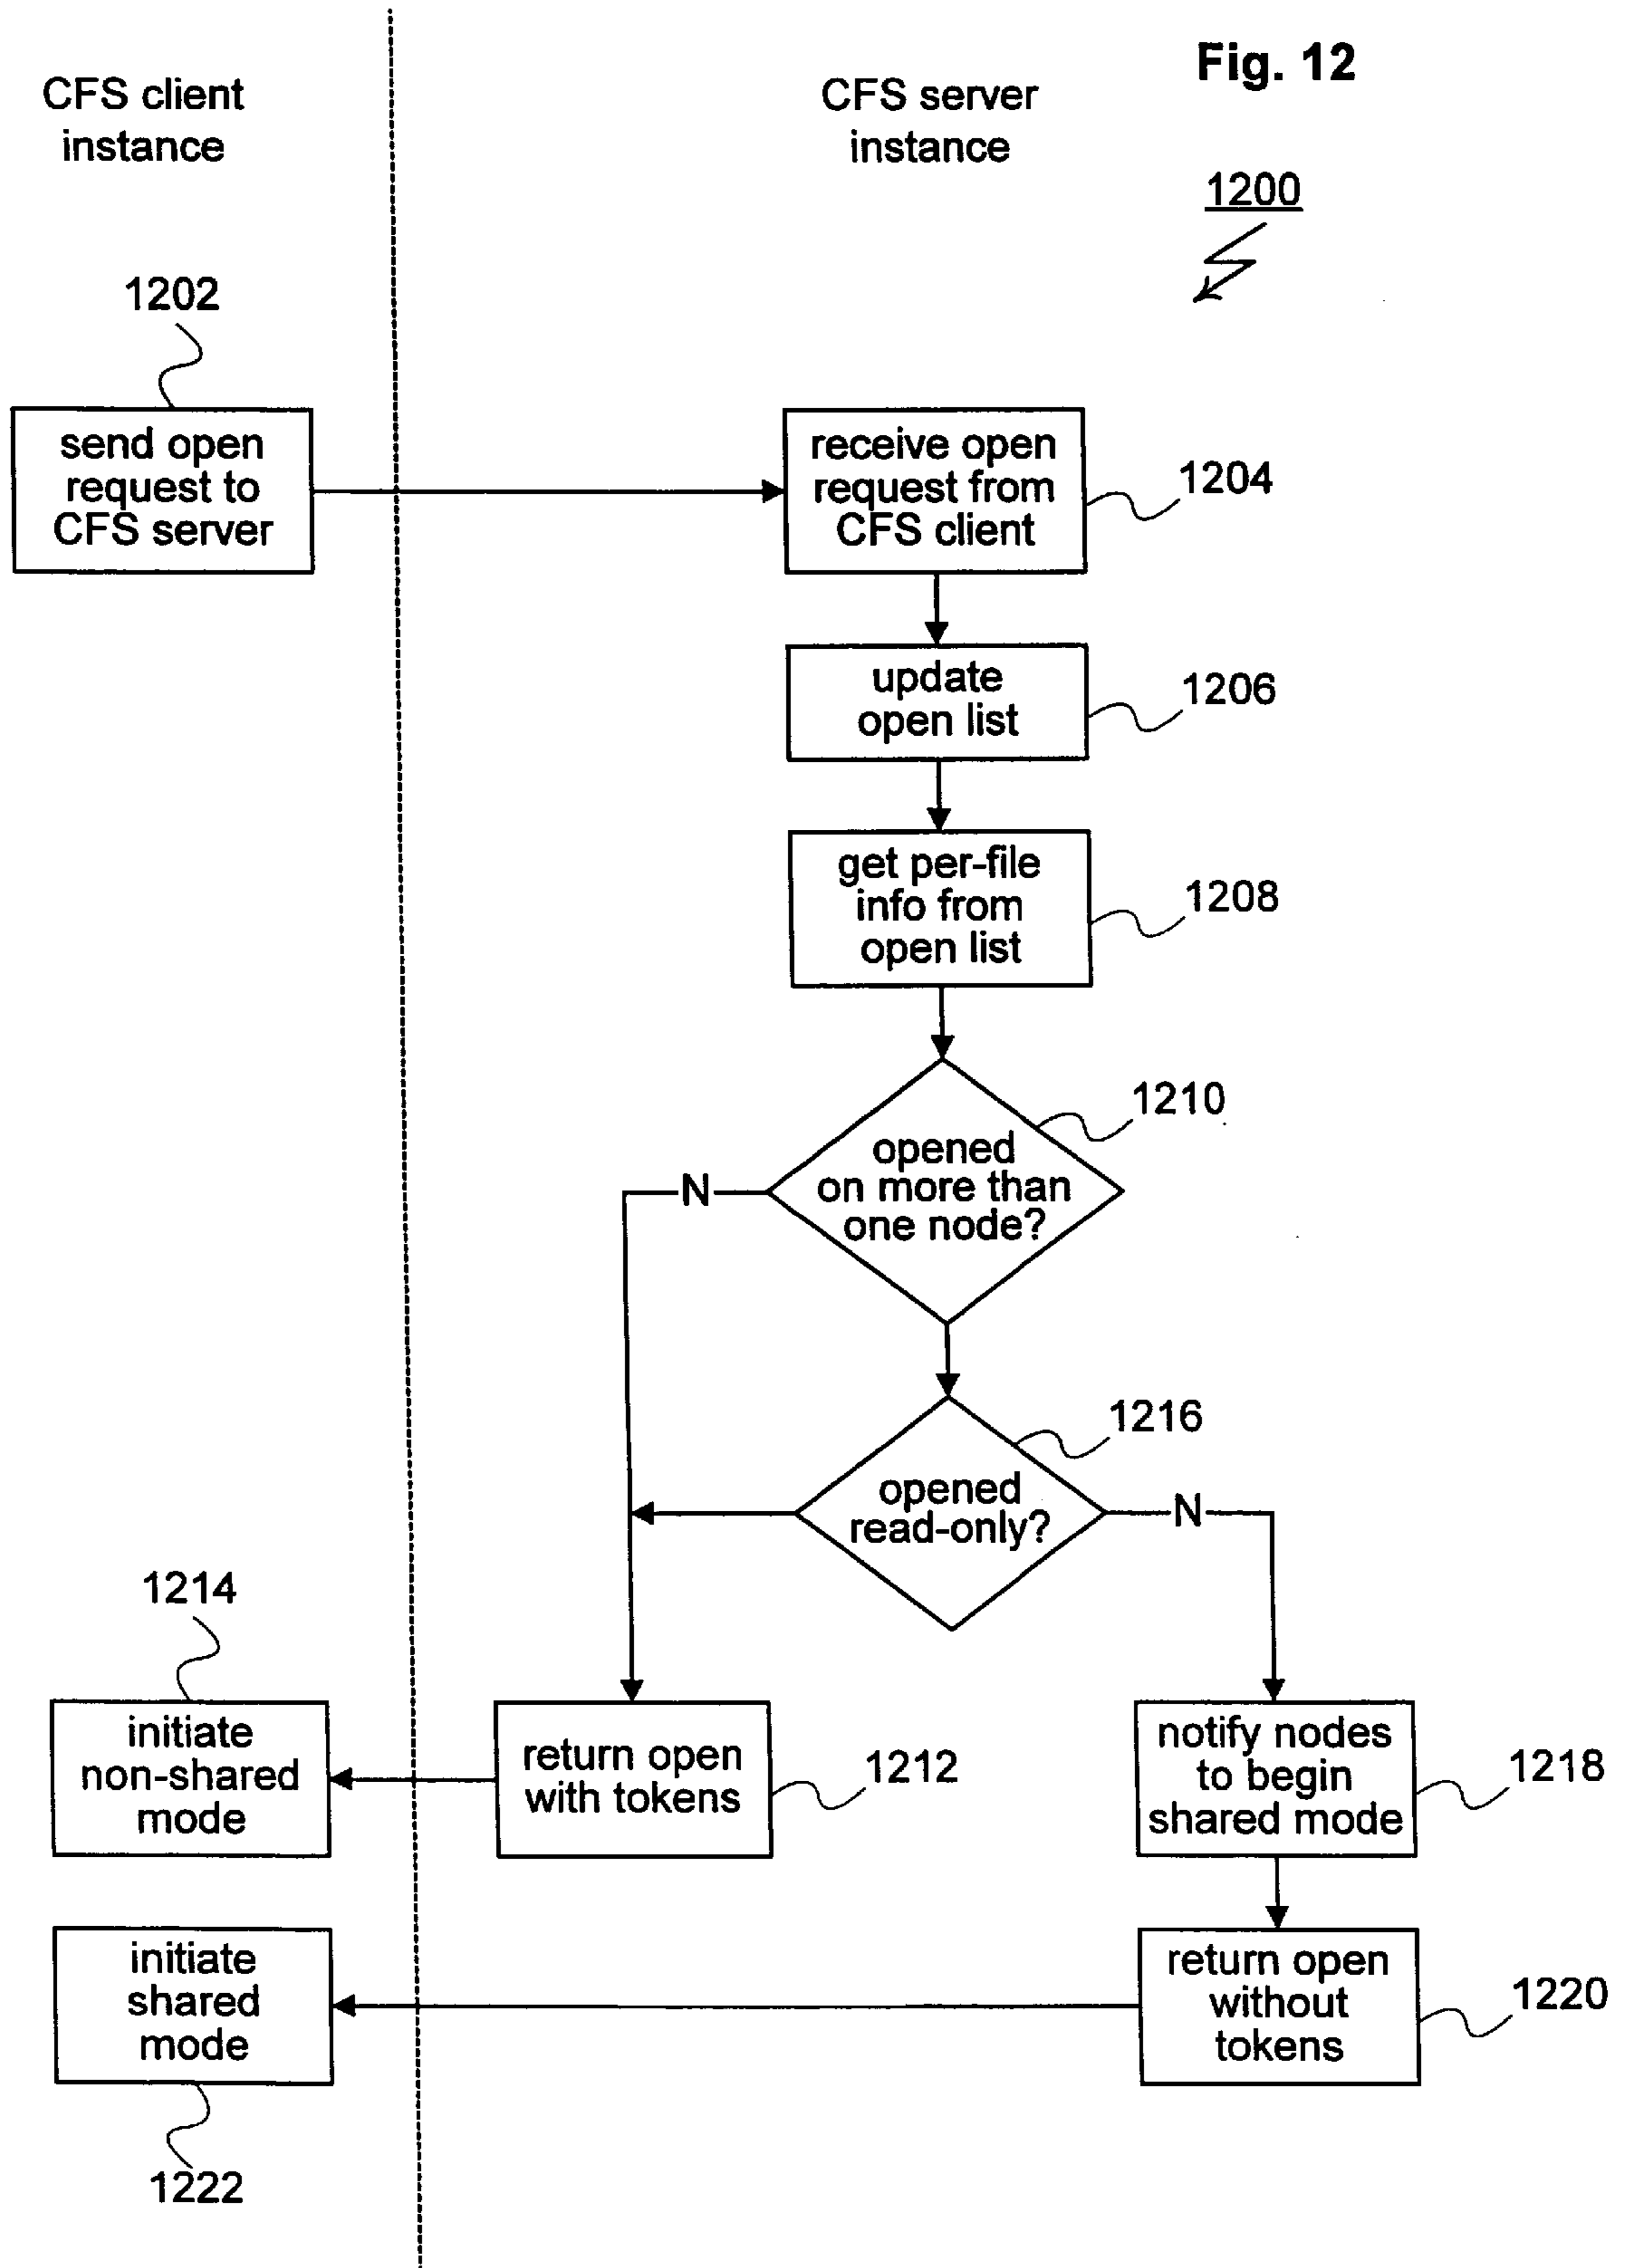 Fig. 12
CFS client
instance
CFS server
instance
1200
1202
send open
request to
CFS server
receive open
request from
CFS client
1204
update
open list
1206
get per-file
info from
open list
1208
opened
on more than
one node?
1210
N
opened
read-only?
1216
N
1214
initiate
non-shared
mode
return open
with tokens
1212
notify nodes
to begin
shared mode
1218
initiate
shared
mode
1222
return open
without
tokens
1220